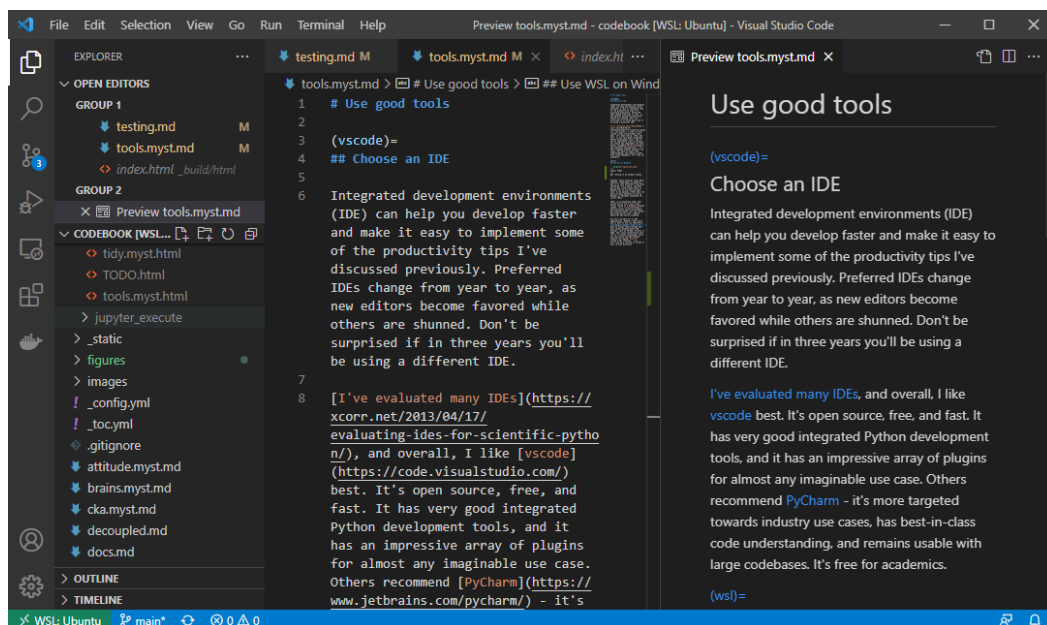 File Edit Selection View Go Run Terminal Help Preview tools.myst.md - codebook [WSL: Ubuntu] - Visual Studio Code
EXPLORER
OPEN EDITORS
GROUP 1
testing.md M
tools.myst.md M
index.html _build/html
GROUP 2
Preview tools.myst.md
CODEBOOK [WSL...
tidy.myst.html
TODO.html
tools.myst.html
jupyter_execute
_static
figures
images
_config.yml
_toc.yml
.gitignore
attitude.myst.md
brains.myst.md
cka.myst.md
decoupled.md
docs.md
OUTLINE
TIMELINE
3
testing.md M tools.myst.md M index.ht ...
tools.myst.md > # Use good tools > ## Use WSL on Wind
1 # Use good tools
2
3 (vscode)=
4 ## Choose an IDE
5
6 Integrated development environments
(IDE) can help you develop faster
and make it easy to implement some
of the productivity tips I've
discussed previously. Preferred
IDEs change from year to year, as
new editors become favored while
others are shunned. Don't be
surprised if in three years you'll
be using a different IDE.
7
8 [I've evaluated many IDEs](https://
xcorr.net/2013/04/17/
evaluating-ides-for-scientific-pytho
n/), and overall, I like [vscode]
(https://code.visualstudio.com/)
best. It's open source, free, and
fast. It has very good integrated
Python development tools, and it
has an impressive array of plugins
for almost any imaginable use case.
Others recommend [PyCharm](https://
www.jetbrains.com/pycharm/) - it's
Preview tools.myst.md
Use good tools
(vscode)=
Choose an IDE
Integrated development environments (IDE)
can help you develop faster and make it easy to
implement some of the productivity tips I've
discussed previously. Preferred IDEs change
from year to year, as new editors become
favored while others are shunned. Don't be
surprised if in three years you'll be using a
different IDE.
I've evaluated many IDEs, and overall, I like
vscode best. It's open source, free, and fast. It
has very good integrated Python development
tools, and it has an impressive array of plugins
for almost any imaginable use case. Others
recommend PyCharm - it's more targeted
towards industry use cases, has best-in-class
code understanding, and remains usable with
large codebases. It's free for academics.
(wsl)=
WSL: Ubuntu main* 0 0